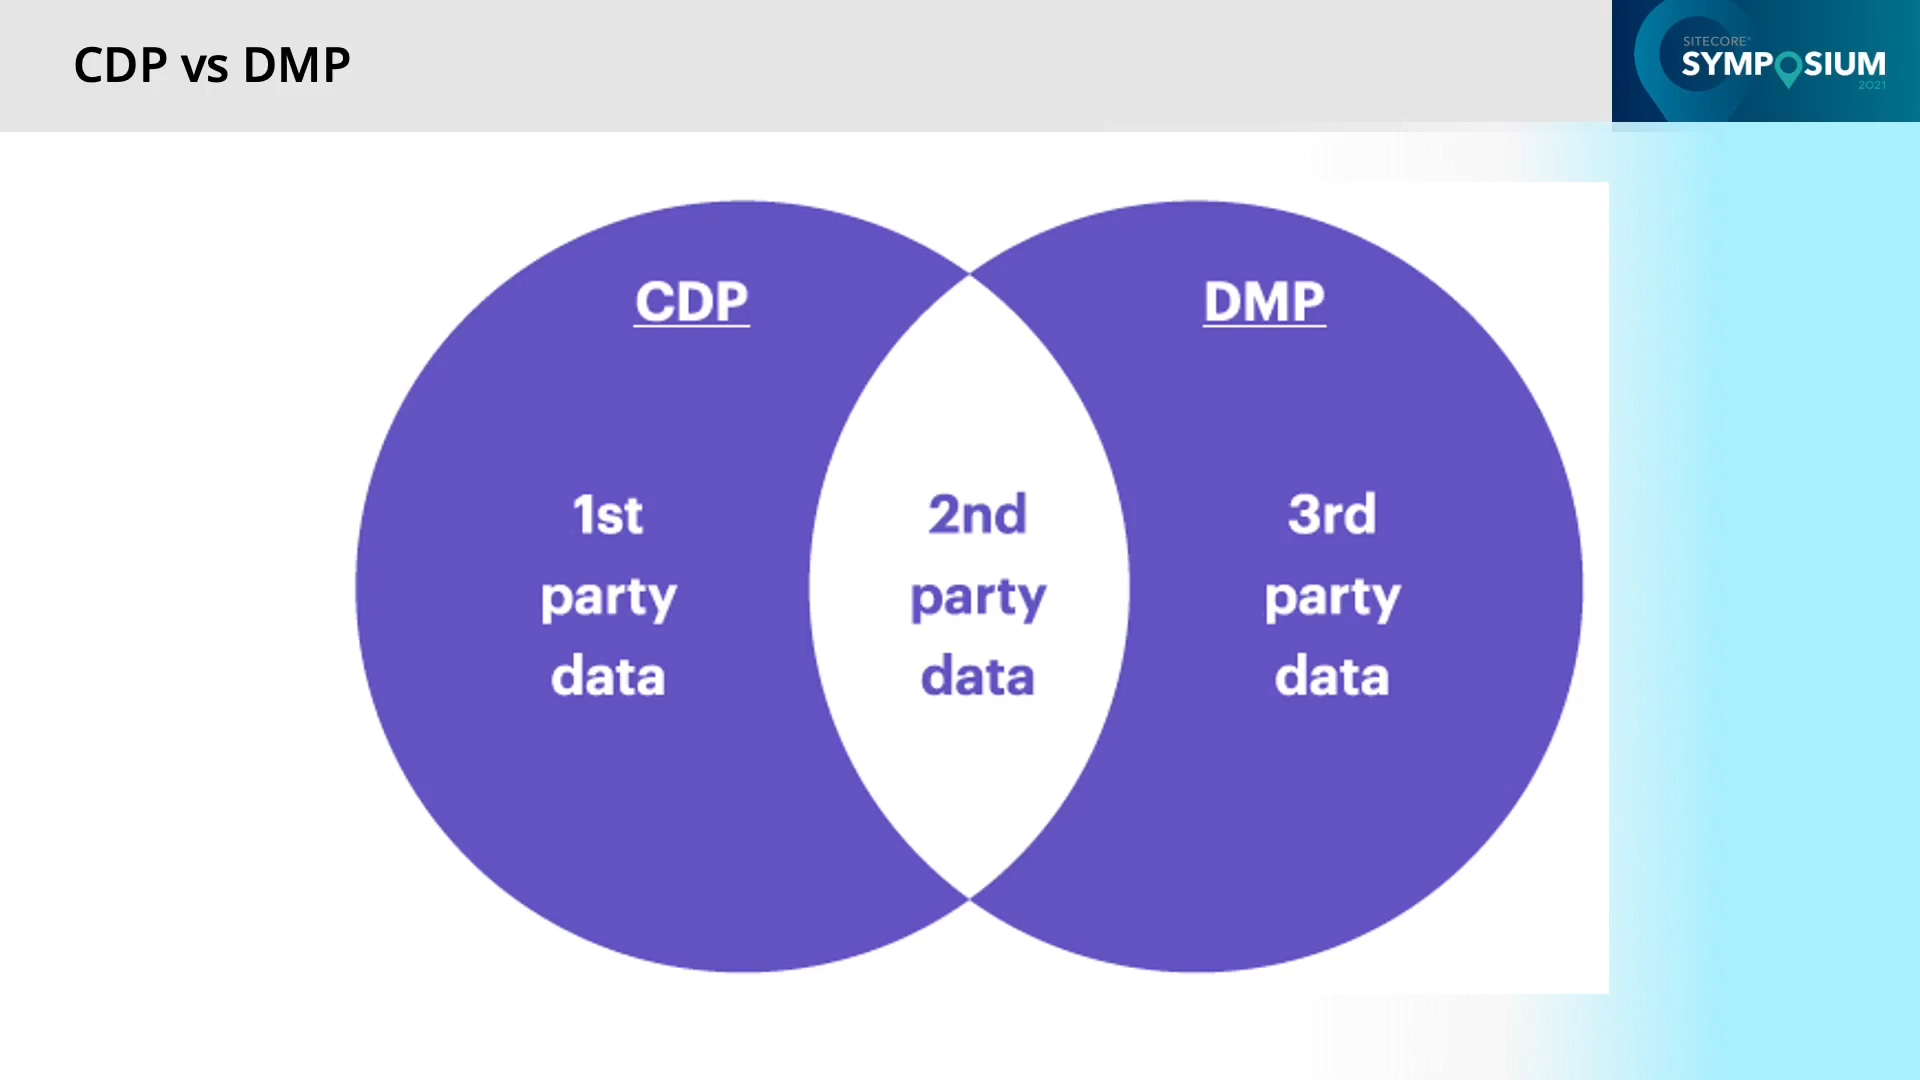 CDP vs DMP
SITECORE®
SYMPOSIUM
2021
CDP
DMP
1st
party
data
2nd
party
data
3rd
party
data